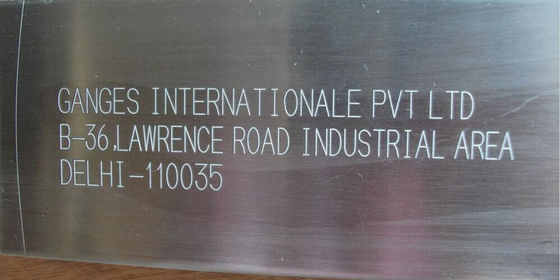 GANGES INTERNATIONALE PVT LTD
B-36,LAWRENCE ROAD INDUSTRIAL AREA
DELHI-110035